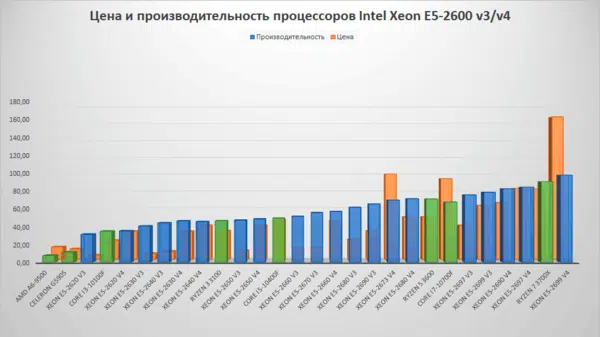 Цена и производительность процессоров Intel Xeon E5-2600 v3/v4
Производительность Цена
180,00
160,00
140,00
120,00
100,00
80,00
60,00
40,00
20,00
0,00
AMD A6-9500
CELERON G5905
XEON E5-2620 V3
CORE I3-10100F
XEON E5-2620 V4
XEON E5-2630 V3
XEON E5-2640 V3
XEON E5-2630 V4
XEON E5-2640 V4
RYZEN 3 3100
XEON E5-2650 V3
XEON E5-2650 V4
CORE I5-10400F
XEON E5-2660 V3
XEON E5-2670 V3
XEON E5-2660 V4
XEON E5-2680 V3
XEON E5-2690 V3
XEON E5-2673 V4
XEON E5-2680 V4
RYZEN 5 3600
CORE I7-10700F
XEON E5-2697 V3
XEON E5-2699 V3
XEON E5-2690 V4
XEON E5-2697 V4
RYZEN 7 3700X
XEON E5-2699 V4